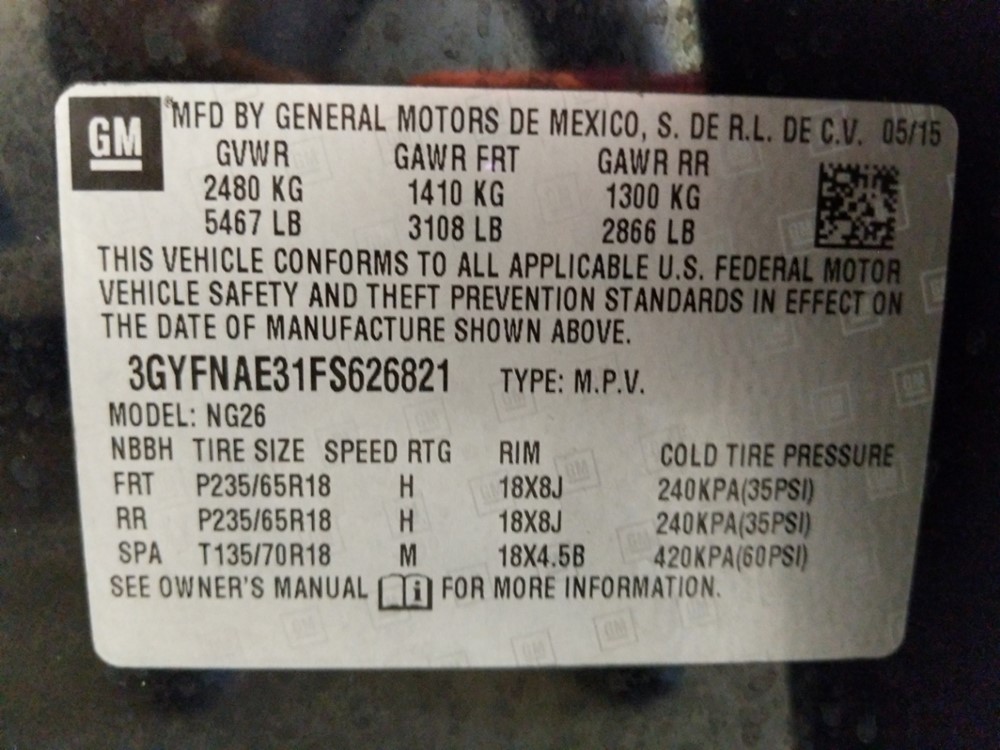 GM
®MFD BY GENERAL MOTORS DE MEXICO, S. DE R.L. DE C.V. 05/15
GVWR GAWR FRT GAWR RR
2480 KG 1410 KG 1300 KG
5467 LB 3108 LB 2866 LB
THIS VEHICLE CONFORMS TO ALL APPLICABLE U.S. FEDERAL MOTOR
VEHICLE SAFETY AND THEFT PREVENTION STANDARDS IN EFFECT ON
THE DATE OF MANUFACTURE SHOWN ABOVE.
3GYFNAE31FS626821 TYPE: M.P.V.
MODEL: NG26
NBBH TIRE SIZE SPEED RTG RIM COLD TIRE PRESSURE
FRT P235/65R18 H 18X8J 240KPA(35PSI)
RR P235/65R18 H 18X8J 240KPA(35PSI)
SPA T135/70R18 M 18X4.5B 420KPA(60PSI)
SEE OWNER'S MANUAL i FOR MORE INFORMATION.